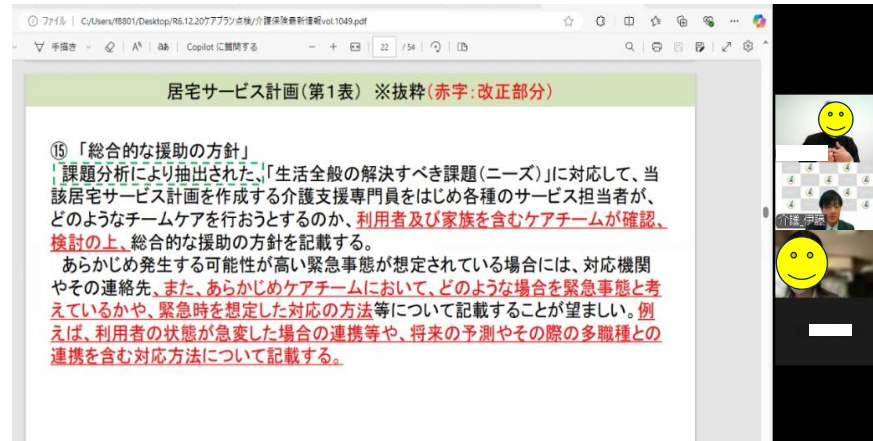 ファイル | C:/Users/f8801/Desktop/R6.12.20ケアプラン点検/介護保険最新情報vol.1049.pdf
手描き | A | aあ | Copilot に質問する
22 / 54
居宅サービス計画(第1表) ※抜粋(赤字:改正部分)
⑮ 「総合的な援助の方針」
課題分析により抽出された、「生活全般の解決すべき課題(ニーズ)」に対応して、当
該居宅サービス計画を作成する介護支援専門員をはじめ各種のサービス担当者が、
どのようなチームケアを行おうとするのか、利用者及び家族を含むケアチームが確認、
検討の上、総合的な援助の方針を記載する。
あらかじめ発生する可能性が高い緊急事態が想定されている場合には、対応機関
やその連絡先、また、あらかじめケアチームにおいて、どのような場合を緊急事態と考
えているかや、緊急時を想定した対応の方法等について記載することが望ましい。例
えば、利用者の状態が急変した場合の連携等や、将来の予測やその際の多職種との
連携を含む対応方法について記載する。
介護_伊藤